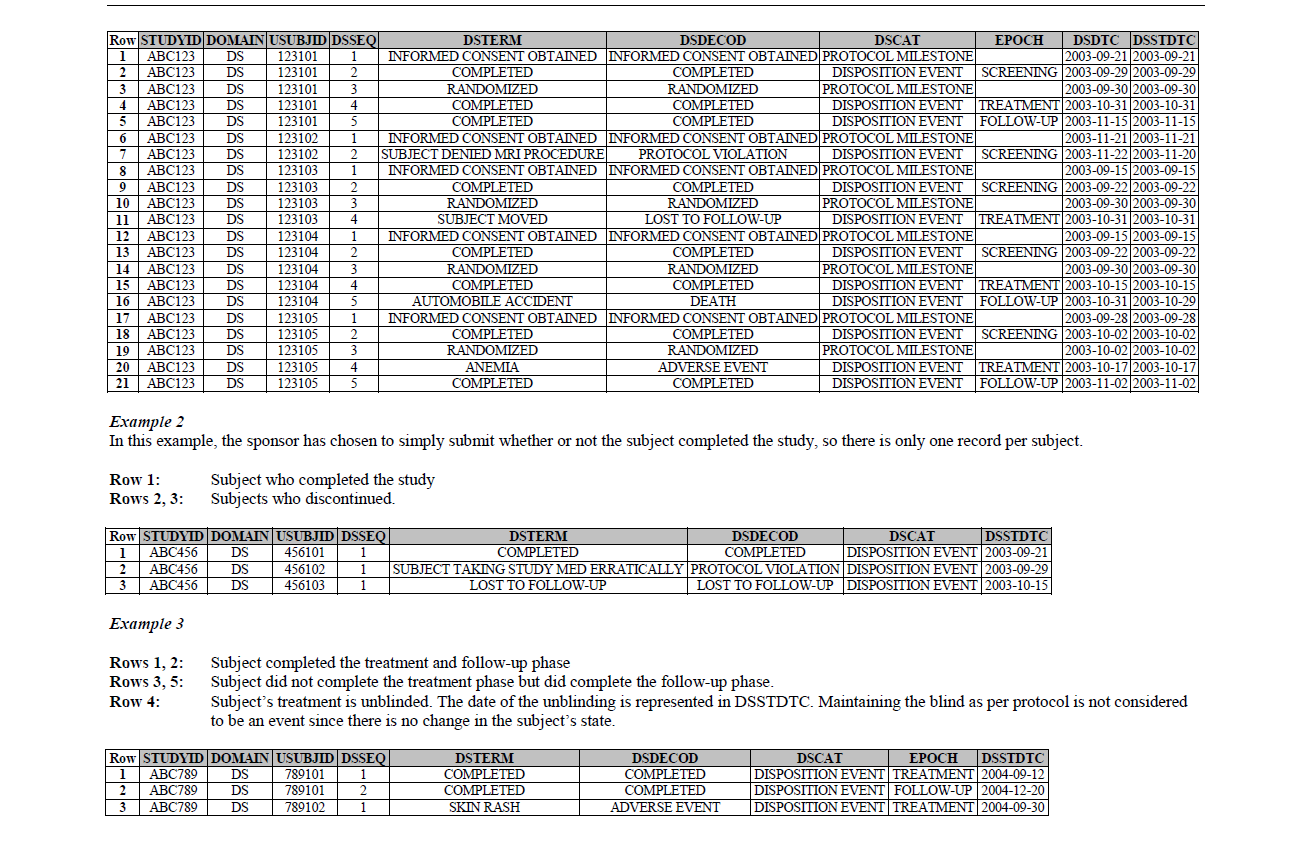 Row STUDYID DOMAIN USUBJID DSSEQ DSTERM DSDECOD DSCAT EPOCH DSDTC DSSTDTC
1 ABC123 DS 123101 1 INFORMED CONSENT OBTAINED INFORMED CONSENT OBTAINED PROTOCOL MILESTONE 2003-09-21 2003-09-21
2 ABC123 DS 123101 2 COMPLETED COMPLETED DISPOSITION EVENT SCREENING 2003-09-29 2003-09-29
3 ABC123 DS 123101 3 RANDOMIZED RANDOMIZED PROTOCOL MILESTONE 2003-09-30 2003-09-30
4 ABC123 DS 123101 4 COMPLETED COMPLETED DISPOSITION EVENT TREATMENT 2003-10-31 2003-10-31
5 ABC123 DS 123101 5 COMPLETED COMPLETED DISPOSITION EVENT FOLLOW-UP 2003-11-15 2003-11-15
6 ABC123 DS 123102 1 INFORMED CONSENT OBTAINED INFORMED CONSENT OBTAINED PROTOCOL MILESTONE 2003-11-21 2003-11-21
7 ABC123 DS 123102 2 SUBJECT DENIED MRI PROCEDURE PROTOCOL VIOLATION DISPOSITION EVENT SCREENING 2003-11-22 2003-11-20
8 ABC123 DS 123103 1 INFORMED CONSENT OBTAINED INFORMED CONSENT OBTAINED PROTOCOL MILESTONE 2003-09-15 2003-09-15
9 ABC123 DS 123103 2 COMPLETED COMPLETED DISPOSITION EVENT SCREENING 2003-09-22 2003-09-22
10 ABC123 DS 123103 3 RANDOMIZED RANDOMIZED PROTOCOL MILESTONE 2003-09-30 2003-09-30
11 ABC123 DS 123103 4 SUBJECT MOVED LOST TO FOLLOW-UP DISPOSITION EVENT TREATMENT 2003-10-31 2003-10-31
12 ABC123 DS 123104 1 INFORMED CONSENT OBTAINED INFORMED CONSENT OBTAINED PROTOCOL MILESTONE 2003-09-15 2003-09-15
13 ABC123 DS 123104 2 COMPLETED COMPLETED DISPOSITION EVENT SCREENING 2003-09-22 2003-09-22
14 ABC123 DS 123104 3 RANDOMIZED RANDOMIZED PROTOCOL MILESTONE 2003-09-30 2003-09-30
15 ABC123 DS 123104 4 COMPLETED COMPLETED DISPOSITION EVENT TREATMENT 2003-10-15 2003-10-15
16 ABC123 DS 123104 5 AUTOMOBILE ACCIDENT DEATH DISPOSITION EVENT FOLLOW-UP 2003-10-31 2003-10-29
17 ABC123 DS 123105 1 INFORMED CONSENT OBTAINED INFORMED CONSENT OBTAINED PROTOCOL MILESTONE 2003-09-28 2003-09-28
18 ABC123 DS 123105 2 COMPLETED COMPLETED DISPOSITION EVENT SCREENING 2003-10-02 2003-10-02
19 ABC123 DS 123105 3 RANDOMIZED RANDOMIZED PROTOCOL MILESTONE 2003-10-02 2003-10-02
20 ABC123 DS 123105 4 ANEMIA ADVERSE EVENT DISPOSITION EVENT TREATMENT 2003-10-17 2003-10-17
21 ABC123 DS 123105 5 COMPLETED COMPLETED DISPOSITION EVENT FOLLOW-UP 2003-11-02 2003-11-02
Example 2
In this example, the sponsor has chosen to simply submit whether or not the subject completed the study, so there is only one record per subject.
Row 1: Subject who completed the study
Rows 2, 3: Subjects who discontinued.
Row STUDYID DOMAIN USUBJID DSSEQ DSTERM DSDECOD DSCAT DSSTDTC
1 ABC456 DS 456101 1 COMPLETED COMPLETED DISPOSITION EVENT 2003-09-21
2 ABC456 DS 456102 1 SUBJECT TAKING STUDY MED ERRATICALLY PROTOCOL VIOLATION DISPOSITION EVENT 2003-09-29
3 ABC456 DS 456103 1 LOST TO FOLLOW-UP LOST TO FOLLOW-UP DISPOSITION EVENT 2003-10-15
Example 3
Rows 1, 2: Subject completed the treatment and follow-up phase
Rows 3, 5: Subject did not complete the treatment phase but did complete the follow-up phase.
Row 4: Subject's treatment is unblinded. The date of the unblinding is represented in DSSTDTC. Maintaining the blind as per protocol is not considered
to be an event since there is no change in the subject's state.
Row STUDYID DOMAIN USUBJID DSSEQ DSTERM DSDECOD DSCAT EPOCH DSSTDTC
1 ABC789 DS 789101 1 COMPLETED COMPLETED DISPOSITION EVENT TREATMENT 2004-09-12
2 ABC789 DS 789101 2 COMPLETED COMPLETED DISPOSITION EVENT FOLLOW-UP 2004-12-20
3 ABC789 DS 789102 1 SKIN RASH ADVERSE EVENT DISPOSITION EVENT TREATMENT 2004-09-30